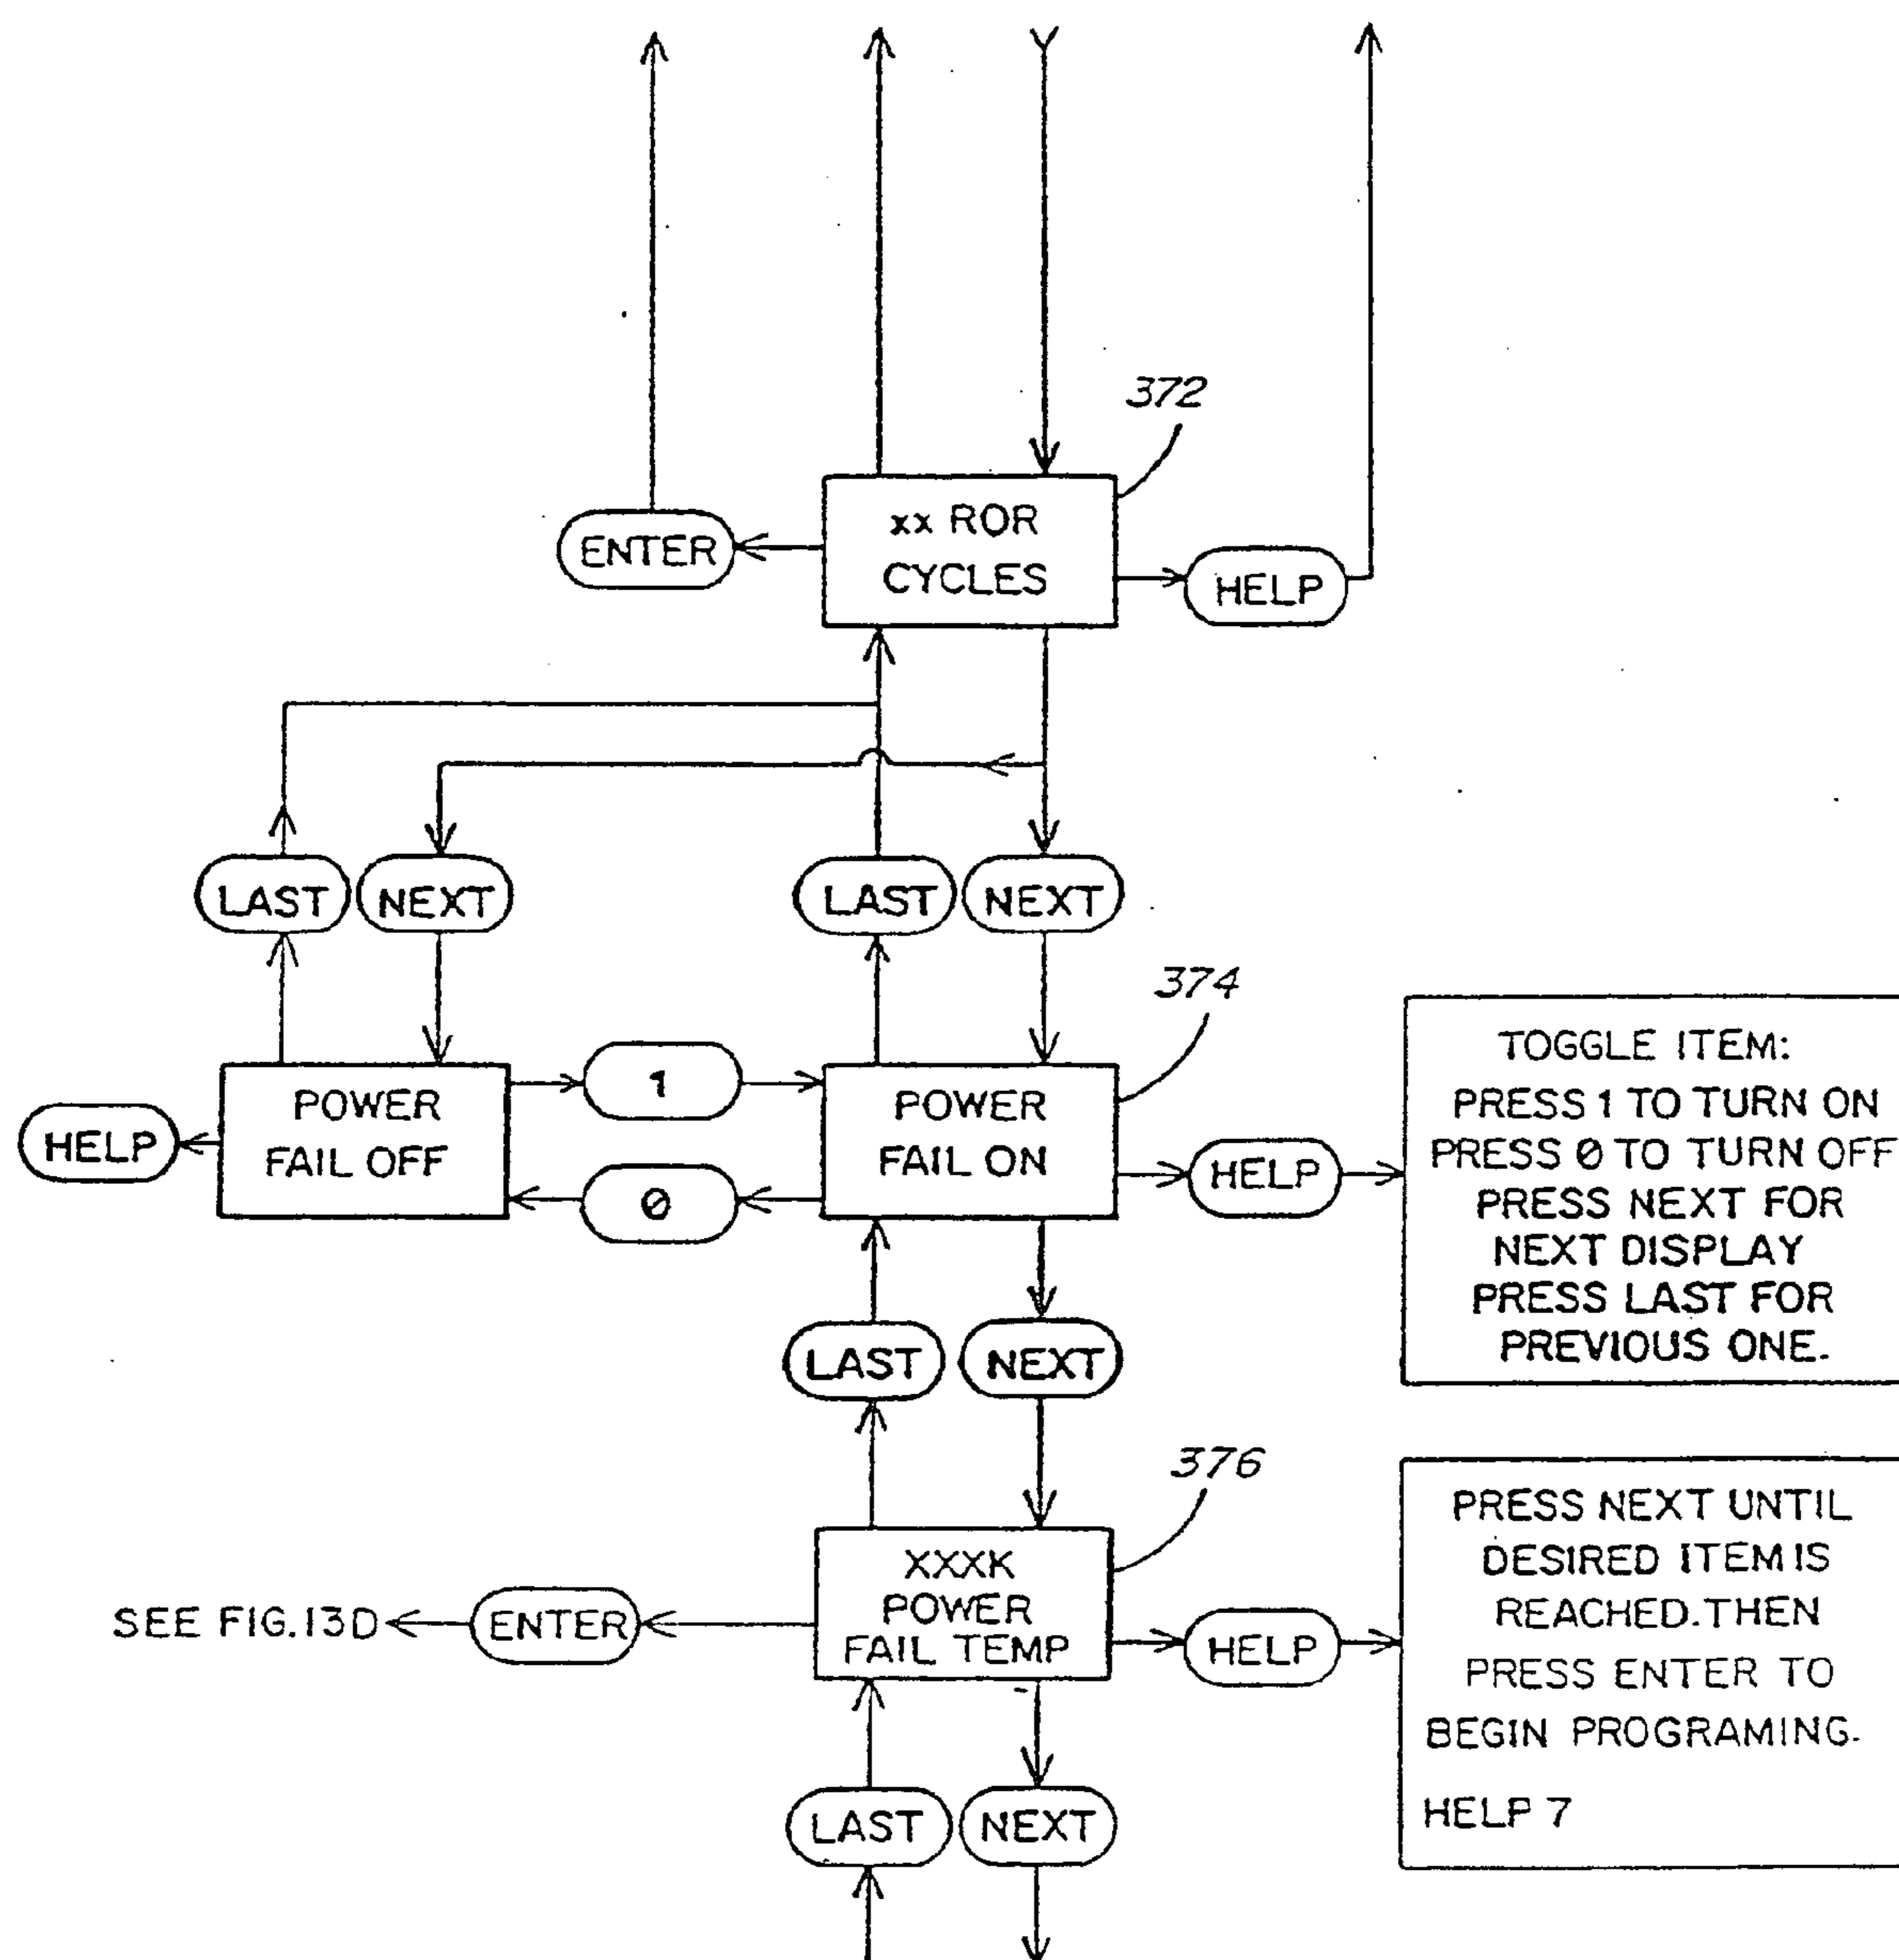 372
xx ROR
CYCLES
ENTER
HELP
LAST
NEXT
LAST
NEXT
374
POWER
FAIL OFF
HELP
1
0
POWER
FAIL ON
HELP
TOGGLE ITEM:
PRESS 1 TO TURN ON
PRESS 0 TO TURN OFF
PRESS NEXT FOR
NEXT DISPLAY
PRESS LAST FOR
PREVIOUS ONE.
LAST
NEXT
376
XXXK
POWER
FAIL TEMP
SEE FIG.13D
ENTER
HELP
PRESS NEXT UNTIL
DESIRED ITEM IS
REACHED.THEN
PRESS ENTER TO
BEGIN PROGRAMING.
HELP 7
LAST
NEXT